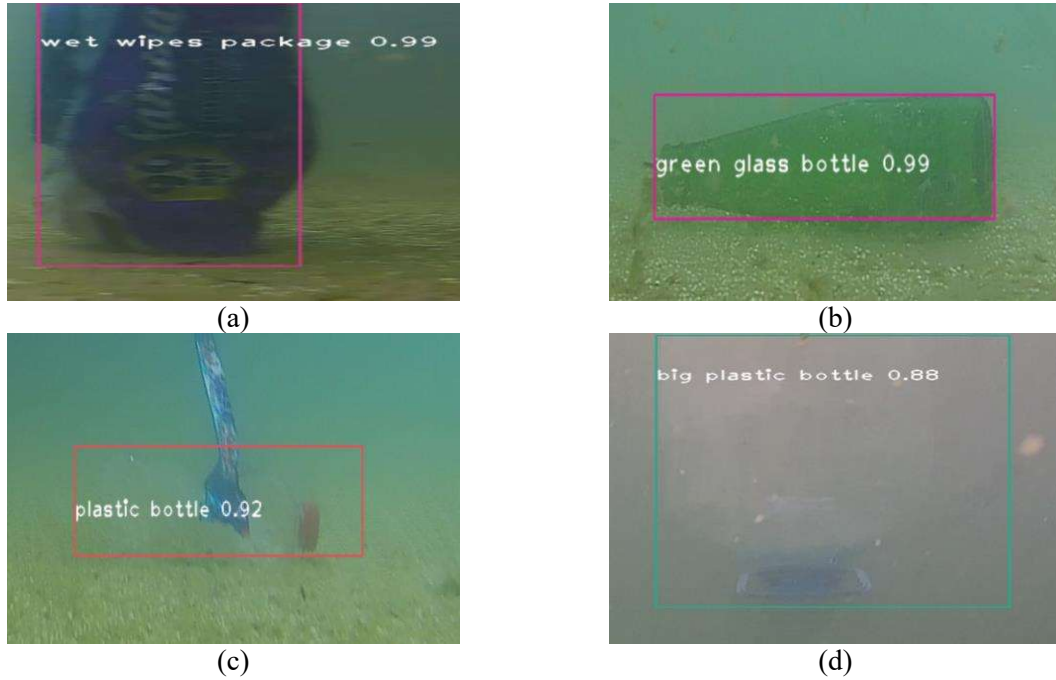 wet wipes package 0.99
green glass bottle 0.99
(a)
(b)
plastic bottle 0.92
big plastic bottle 0.88
(c)
(d)